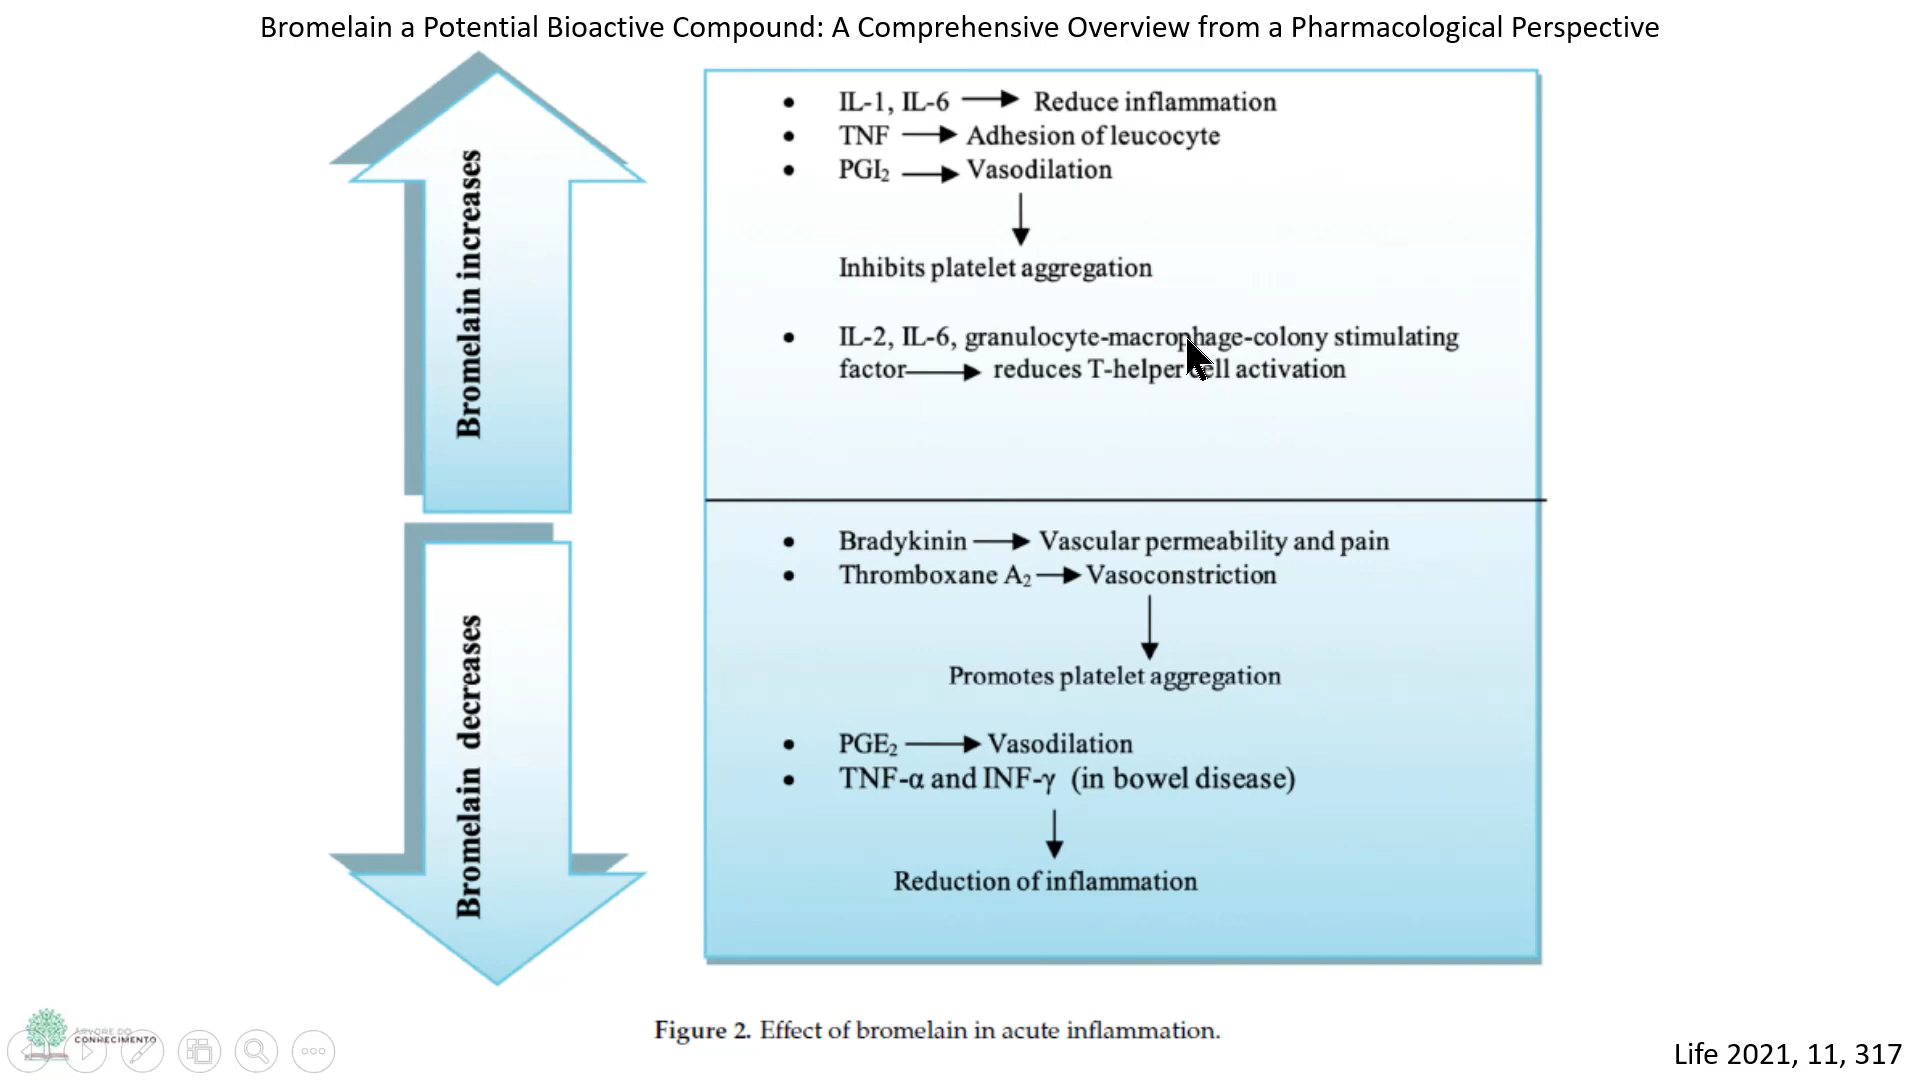 Bromelain a Potential Bioactive Compound: A Comprehensive Overview from a Pharmacological Perspective
Bromelain increases
• IL-1, IL-6 → Reduce inflammation
• TNF → Adhesion of leucocyte
• PGI₂ → Vasodilation
Inhibits platelet aggregation
• IL-2, IL-6, granulocyte-macrophage-colony stimulating
factor → reduces T-helper cell activation
Bromelain decreases
• Bradykinin → Vascular permeability and pain
• Thromboxane A₂ → Vasoconstriction
Promotes platelet aggregation
• PGE₂ → Vasodilation
• TNF-α and INF-γ (in bowel disease)
Reduction of inflammation
Figure 2. Effect of bromelain in acute inflammation.
ÁRVORE DO
CONHECIMENTO
Life 2021, 11, 317